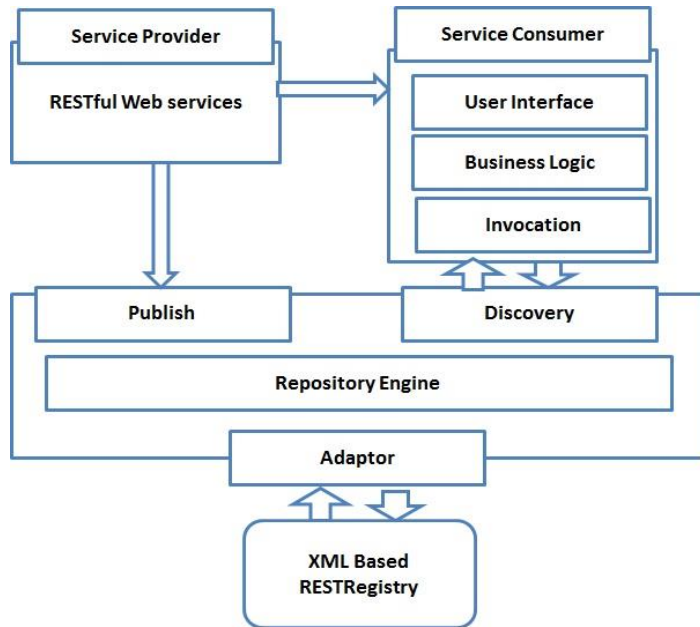 Service Provider
RESTful Web services
Service Consumer
User Interface
Business Logic
Invocation
Publish
Discovery
Repository Engine
Adaptor
XML Based
RESTRegistry